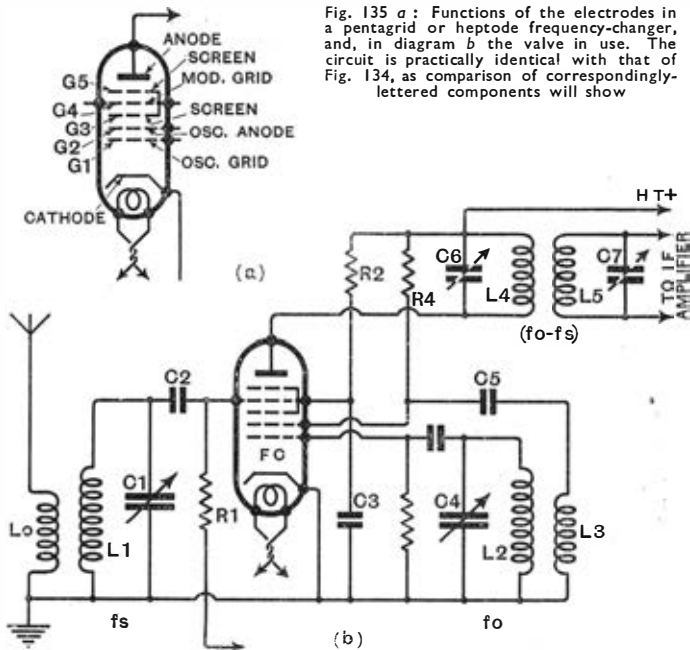 Fig. 135 a : Functions of the electrodes in
a pentagrid or heptode frequency-changer,
and, in diagram b the valve in use. The
circuit is practically identical with that of
Fig. 134, as comparison of correspondingly-
lettered components will show
ANODE
SCREEN
MOD. GRID
G5
G4
G3
SCREEN
G2
OSC. ANODE
G1
OSC. GRID
CATHODE
(a)
HT+
R2
R4
C6
L4
L5
C7
TO IF
AMPLIFIER
(fo-fs)
C2
C5
FC
C1
R1
C3
C4
Lo
L1
L2
L3
fs
(b)
fo